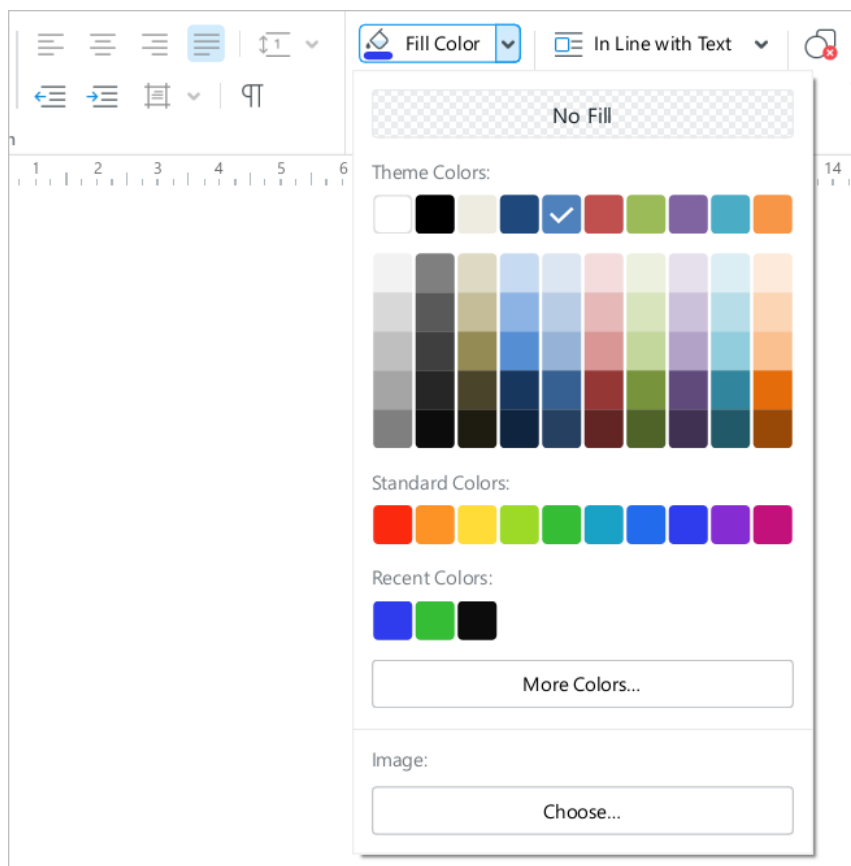 Fill Color
In Line with Text
1
No Fill
1 2 3 4 5 6
14
Theme Colors:
Standard Colors:
Recent Colors:
More Colors...
Image:
Choose...